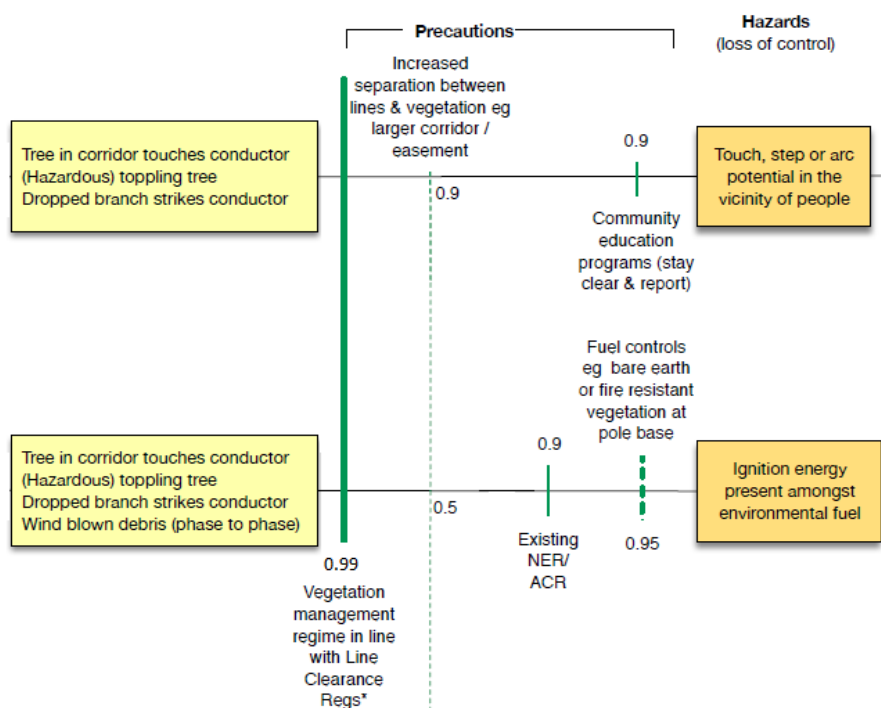 Precautions
Hazards
(loss of control)
Increased
separation between
lines & vegetation eg
larger corridor /
easement
Tree in corridor touches conductor
(Hazardous) toppling tree
Dropped branch strikes conductor
0.9
0.9
Touch, step or arc
potential in the
vicinity of people
Community
education
programs (stay
clear & report)
Fuel controls
eg bare earth
or fire resistant
vegetation at
pole base
Tree in corridor touches conductor
(Hazardous) toppling tree
Dropped branch strikes conductor
Wind blown debris (phase to phase)
0.5
0.9
Existing
NER/
ACR
0.95
Ignition energy
present amongst
environmental fuel
0.99
Vegetation
management
regime in line
with Line
Clearance
Regs*